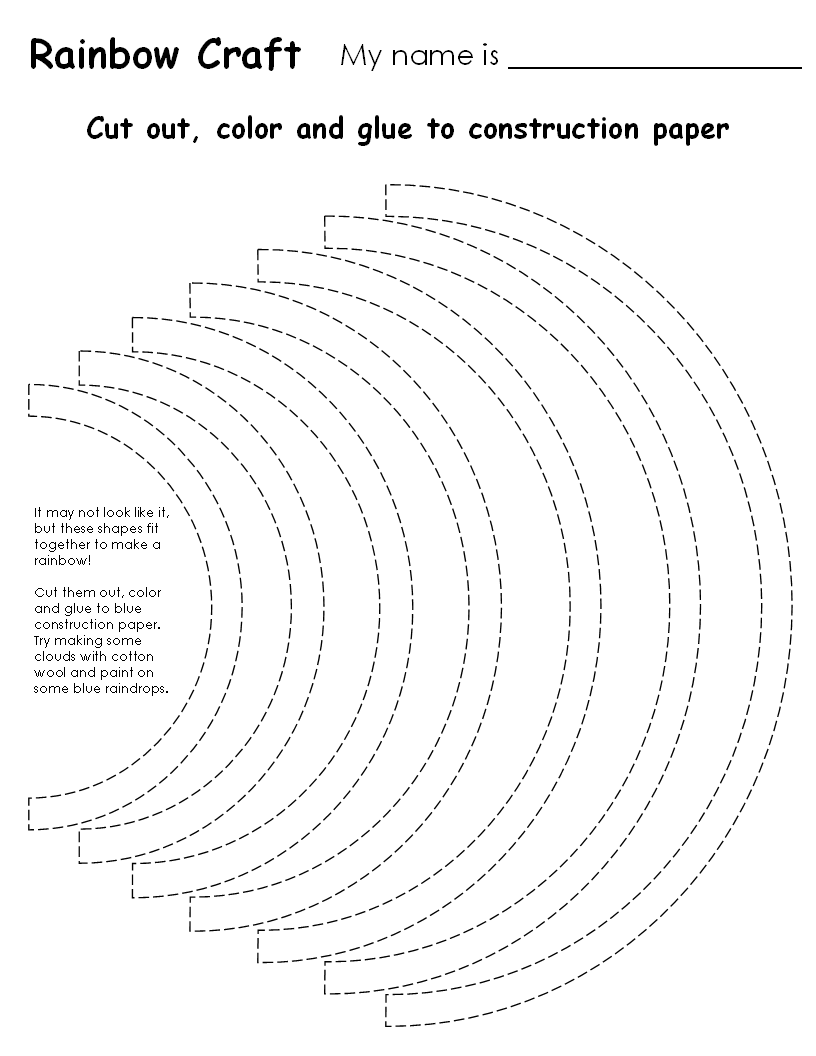 Rainbow Craft My name is
Cut out, color and glue to construction paper
It may not look like it,
but these shapes fit
together to make a
rainbow!
Cut them out, color
and glue to blue
construction paper.
Try making some
clouds with cotton
wool and paint on
some blue raindrops.